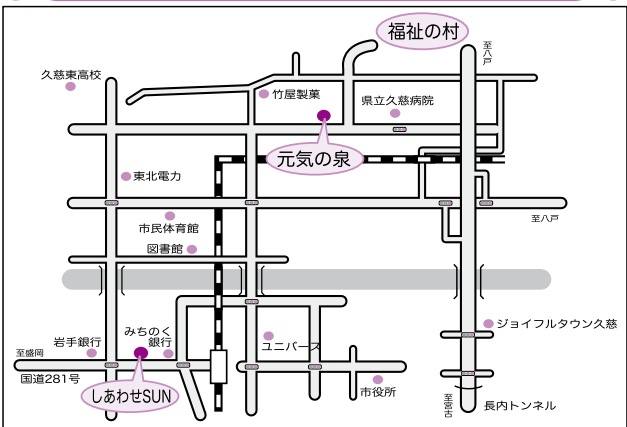 福祉の村
至八戸
久慈東高校
竹屋製菓
県立久慈病院
元気の泉
東北電力
市民体育館
至八戸
図書館
ジョイフルタウン久慈
みちのく
銀行
岩手銀行
ユニバース
至盛岡
国道281号
市役所
しあわせSUN
至宮古
長内トンネル